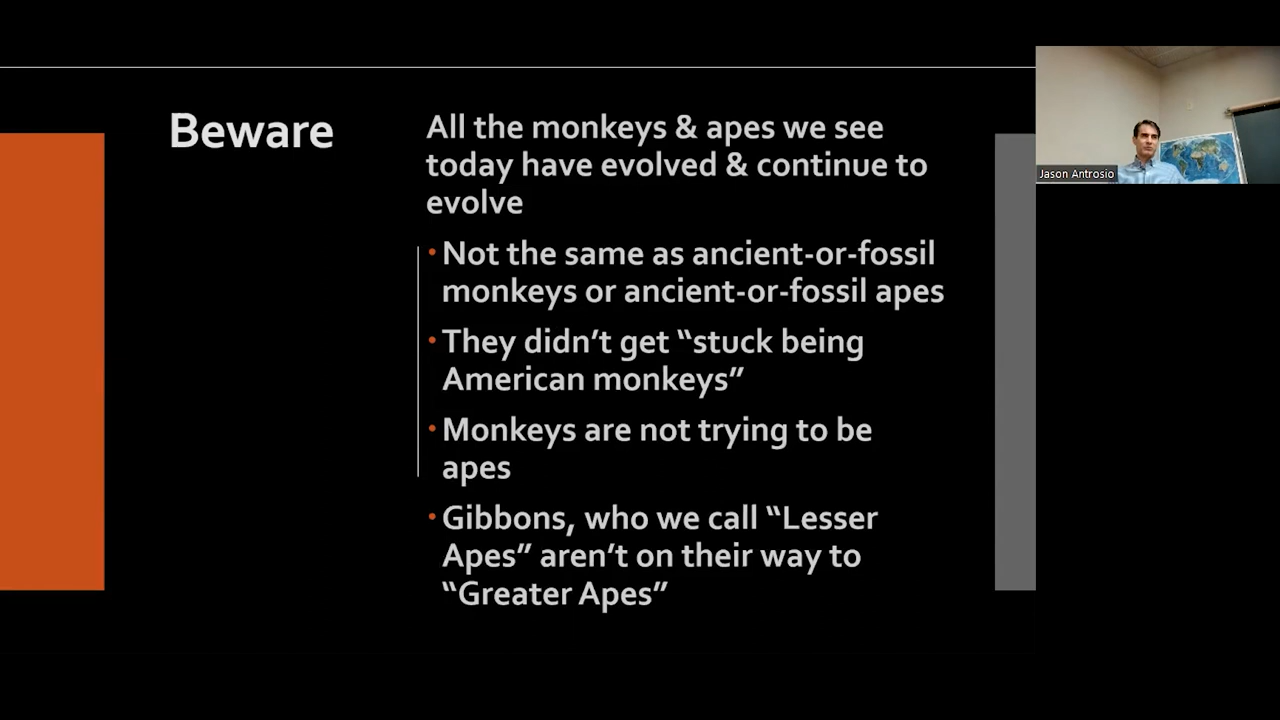 Beware
All the monkeys & apes we see
today have evolved & continue to
evolve
• Not the same as ancient-or-fossil
monkeys or ancient-or-fossil apes
• They didn’t get “stuck being
American monkeys”
• Monkeys are not trying to be
apes
• Gibbons, who we call “Lesser
Apes” aren’t on their way to
“Greater Apes”
Jason Antrosio